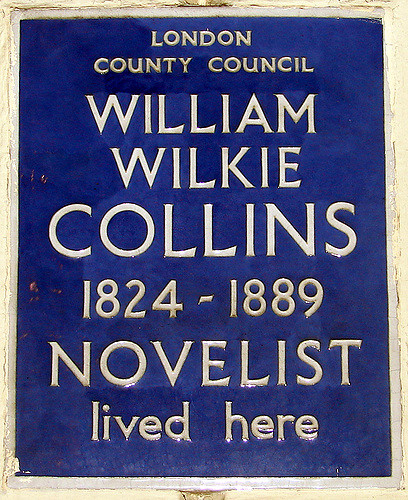 LONDON
COUNTY COUNCIL
WILLIAM
WILKIE
COLLINS
1824 - 1889
NOVELIST
lived here